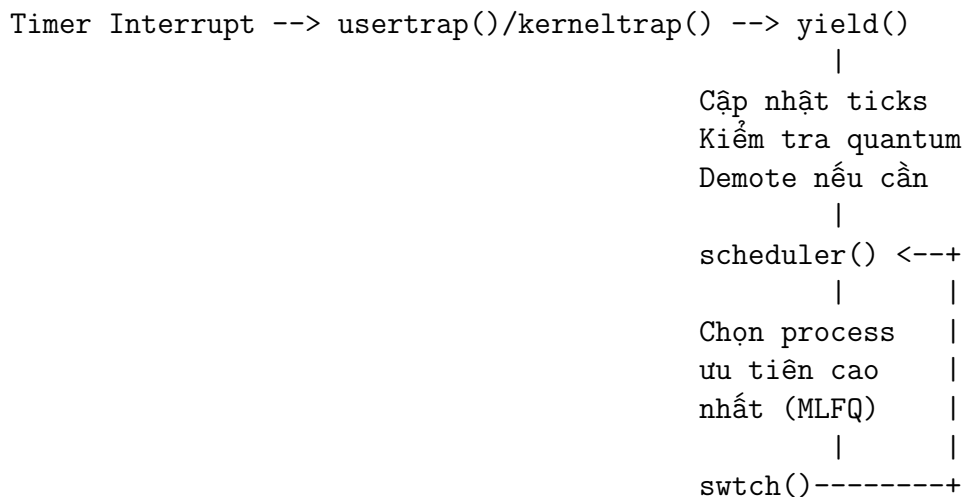 Timer Interrupt --> usertrap()/kerneltrap() --> yield()
|
Cập nhật ticks
Kiểm tra quantum
Demote nếu cần
|
scheduler() <--+
| |
Chọn process |
ưu tiên cao |
nhất (MLFQ) |
| |
swtch()--------+